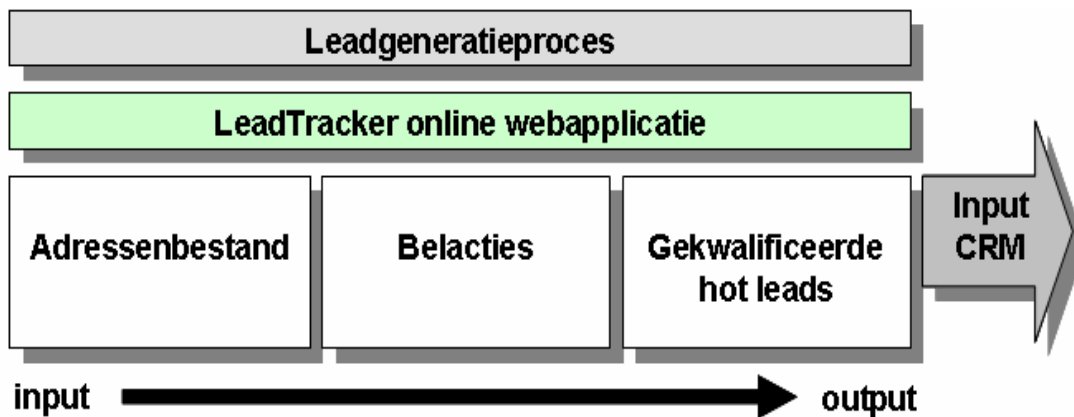 Leadgeneratieproces
LeadTracker online webapplicatie
Adressenbestand
Belacties
Gekwalificeerde
hot leads
Input
CRM
input
output